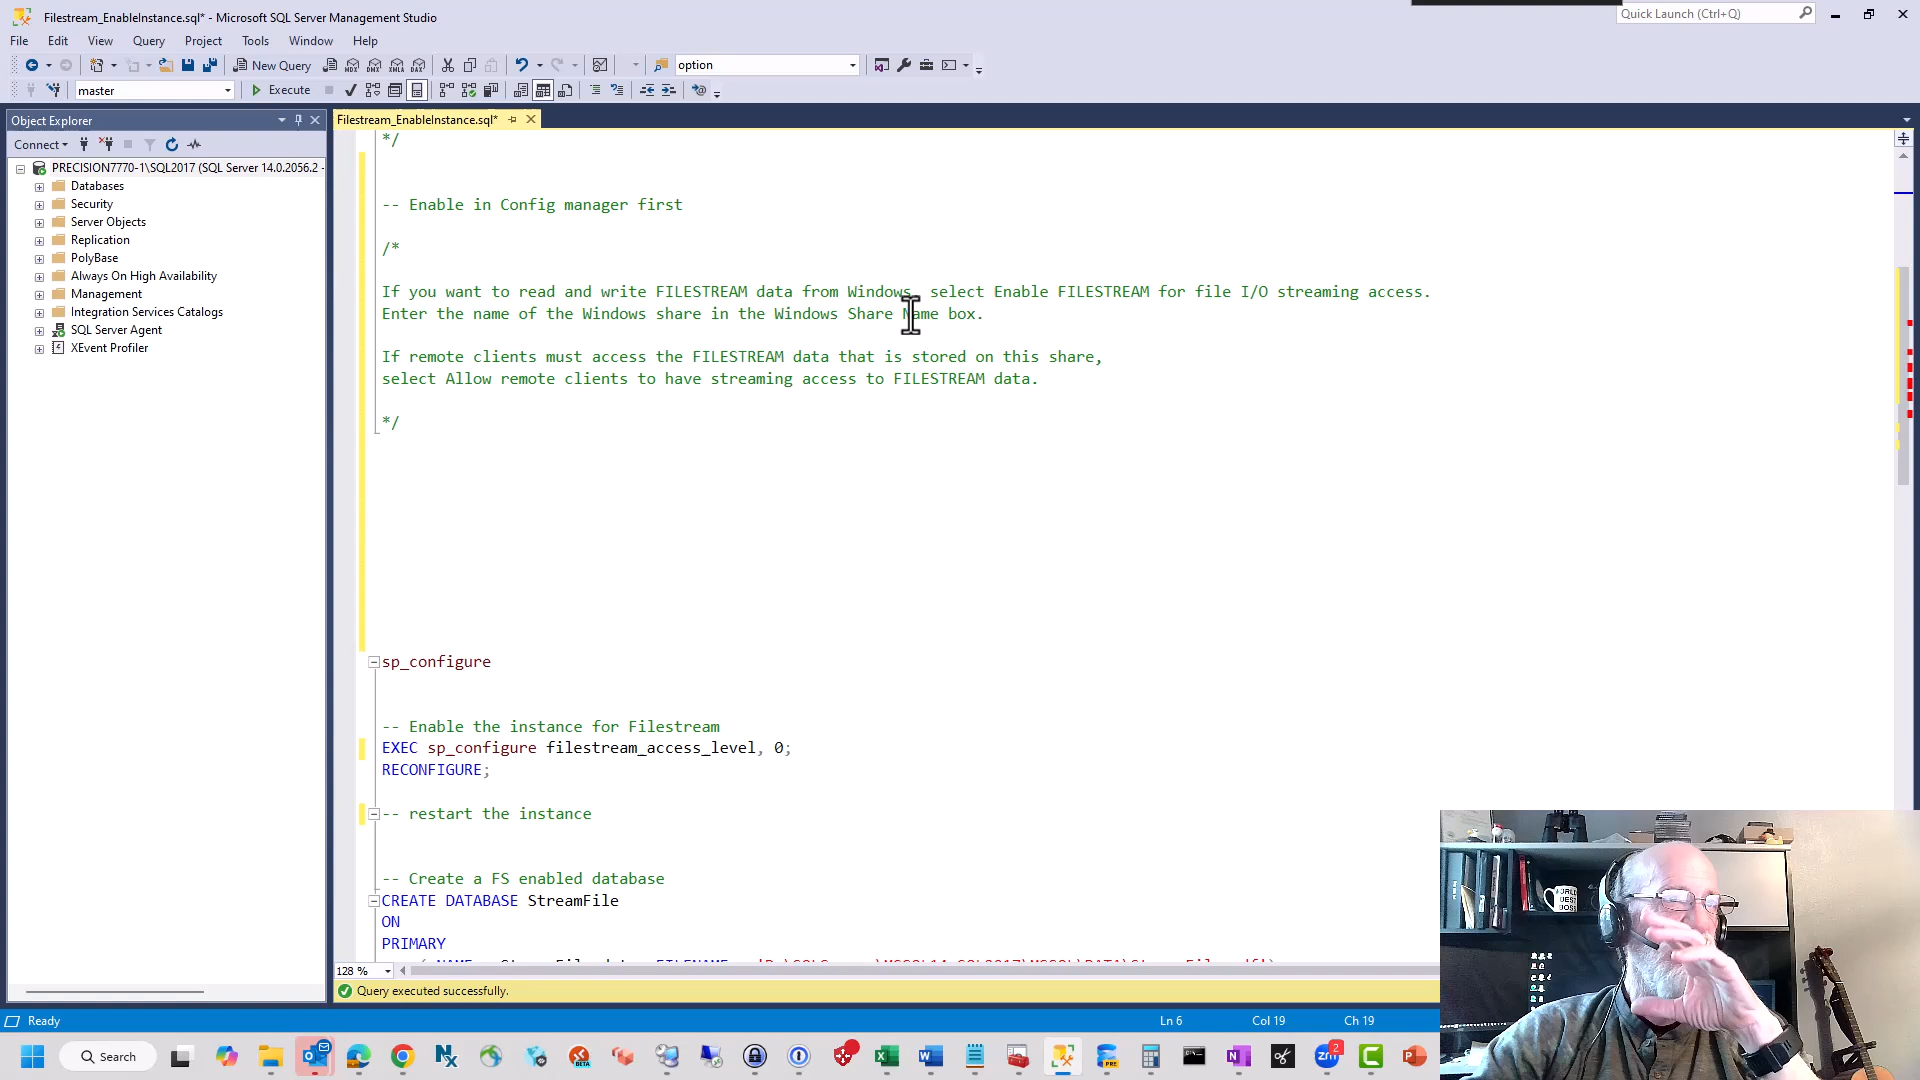 Filestream_EnableInstance.sql* - Microsoft SQL Server Management Studio
Quick Launch (Ctrl+Q)
File Edit View Query Project Tools Window Help
New Query
MDX DMX XMLA DAX
option
master
Execute
Object Explorer
Filestream_EnableInstance.sql*
Connect
PRECISION7770-1\SQL2017 (SQL Server 14.0.2056.2 -
Databases
Security
Server Objects
Replication
PolyBase
Always On High Availability
Management
Integration Services Catalogs
SQL Server Agent
XEvent Profiler
*/
-- Enable in Config manager first
/*
If you want to read and write FILESTREAM data from Windows, select Enable FILESTREAM for file I/O streaming access.
Enter the name of the Windows share in the Windows Share Name box.
If remote clients must access the FILESTREAM data that is stored on this share,
select Allow remote clients to have streaming access to FILESTREAM data.
*/
sp_configure
-- Enable the instance for Filestream
EXEC sp_configure filestream_access_level, 0;
RECONFIGURE;
-- restart the instance
-- Create a FS enabled database
CREATE DATABASE StreamFile
ON
PRIMARY
128 %
Query executed successfully.
Ready
Ln 6 Col 19 Ch 19
Search
BETA
PRE
zm
2